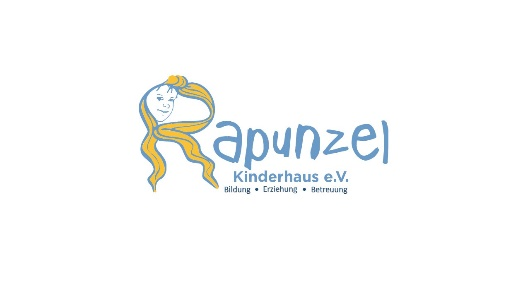 Rapunzel
Kinderhaus e.V.
Bildung • Erziehung • Betreuung